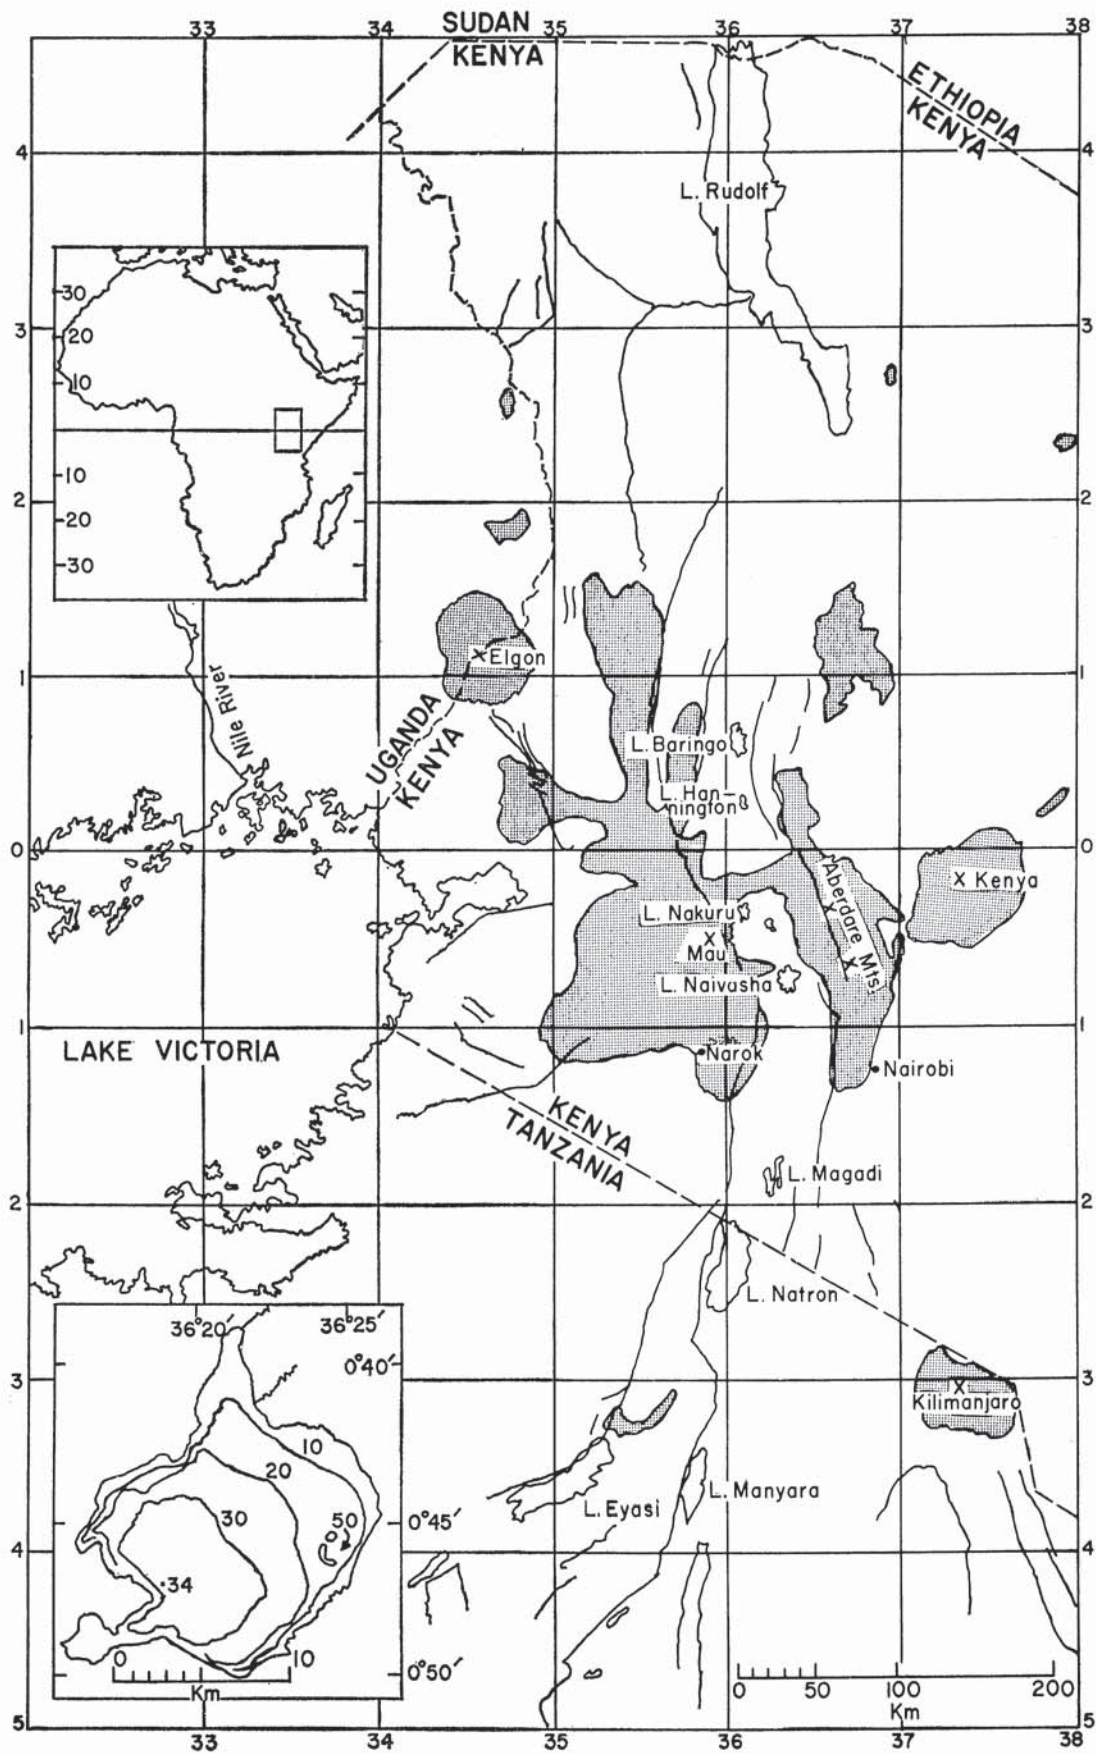 33 34 35 36 37 38
SUDAN
KENYA
ETHIOPIA
KENYA
4 4
L. Rudolf
30
20
10
10
20
30
3 3
2 2
Elgon
1 1
Nile River
UGANDA
KENYA
L. Baringo
L. Han-
nington
0 0
Kenya
Aberdare Mts.
L. Nakuru
Mau
L. Naivasha
1 1
LAKE VICTORIA
Narok
Nairobi
KENYA
TANZANIA
L. Magadi
2 2
L. Natron
36°20' 36°25'
0°40'
3 3
Kilimanjaro
10
20
30
50
0°45'
34
L. Eyasi
L. Manyara
4 4
0 10
Km
0°50'
0 50 100 200
Km
5 5
33 34 35 36 37 38